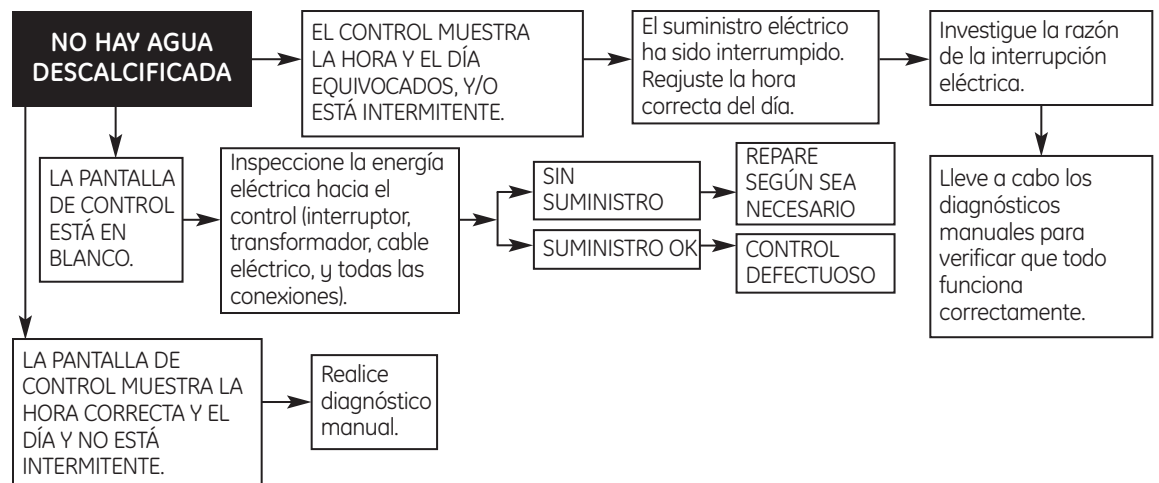 NO HAY AGUA
DESCALCIFICADA
EL CONTROL MUESTRA
LA HORA Y EL DÍA
EQUIVOCADOS, Y/O
ESTÁ INTERMITENTE.
El suministro eléctrico
ha sido interrumpido.
Reajuste la hora
correcta del día.
Investigue la razón
de la interrupción
eléctrica.
Lleve a cabo los
diagnósticos
manuales para
verificar que todo
funciona
correctamente.
LA PANTALLA
DE CONTROL
ESTÁ EN
BLANCO.
Inspeccione la energía
eléctrica hacia el
control (interruptor,
transformador, cable
eléctrico, y todas las
conexiones).
SIN
SUMINISTRO
REPARE
SEGÚN SEA
NECESARIO
SUMINISTRO OK
CONTROL
DEFECTUOSO
LA PANTALLA DE
CONTROL MUESTRA LA
HORA CORRECTA Y EL
DÍA Y NO ESTÁ
INTERMITENTE.
Realice
diagnóstico
manual.